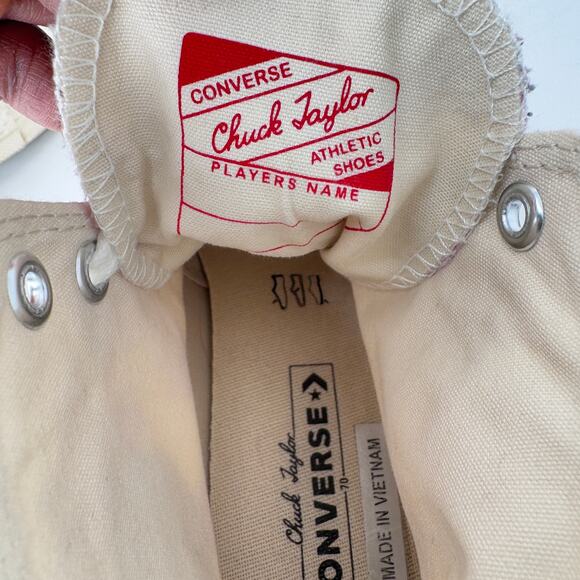 CONVERSE
Chuck Taylor
ATHLETIC
SHOES
PLAYERS NAME
Chuck Taylor
70
CONVERSE
MADE IN VIETNAM